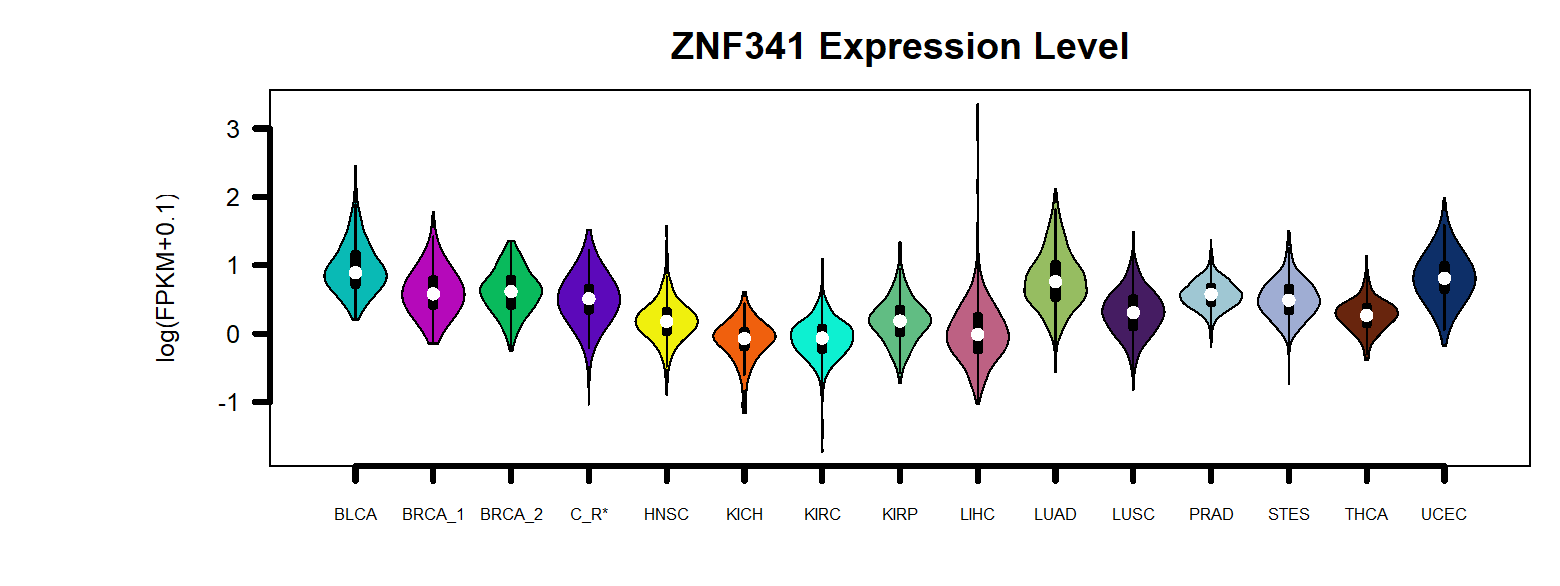 ZNF341 Expression Level
log(FPKM+0.1)
3
2
1
0
-1
BLCA BRCA_1 BRCA_2 C_R* HNSC KICH KIRC KIRP LIHC LUAD LUSC PRAD STES THCA UCEC